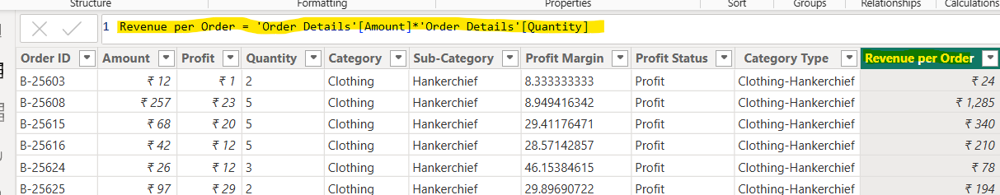 Structure Formatting Properties Sort Groups Relationships Calculations
1 Revenue per Order = 'Order Details'[Amount]*'Order Details'[Quantity]
Order ID Amount Profit Quantity Category Sub-Category Profit Margin Profit Status Category Type Revenue per Order
B-25603 ₹ 12 ₹ 1 2 Clothing Hankerchief 8.333333333 Profit Clothing-Hankerchief ₹ 24
B-25608 ₹ 257 ₹ 23 5 Clothing Hankerchief 8.949416342 Profit Clothing-Hankerchief ₹ 1,285
B-25615 ₹ 68 ₹ 20 5 Clothing Hankerchief 29.41176471 Profit Clothing-Hankerchief ₹ 340
B-25616 ₹ 42 ₹ 12 5 Clothing Hankerchief 28.57142857 Profit Clothing-Hankerchief ₹ 210
B-25624 ₹ 26 ₹ 12 3 Clothing Hankerchief 46.15384615 Profit Clothing-Hankerchief ₹ 78
B-25625 ₹ 97 ₹ 29 2 Clothing Hankerchief 29.89690722 Profit Clothing-Hankerchief ₹ 194